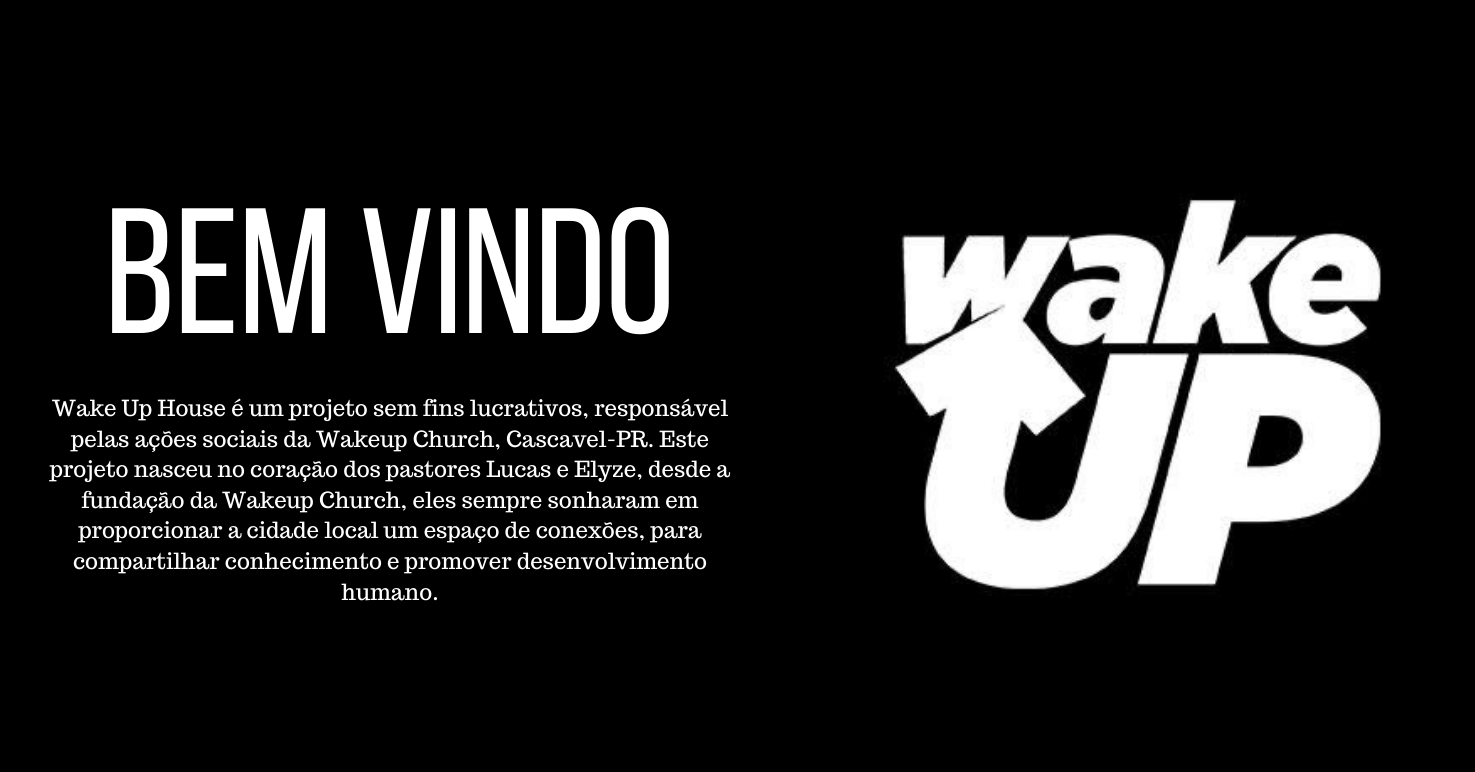 BEM VINDO
Wake Up House é um projeto sem fins lucrativos, responsável
pelas ações sociais da Wakeup Church, Cascavel-PR. Este
projeto nasceu no coração dos pastores Lucas e Elyze, desde a
fundação da Wakeup Church, eles sempre sonharam em
proporcionar a cidade local um espaço de conexões, para
compartilhar conhecimento e promover desenvolvimento
humano.
wake
UP